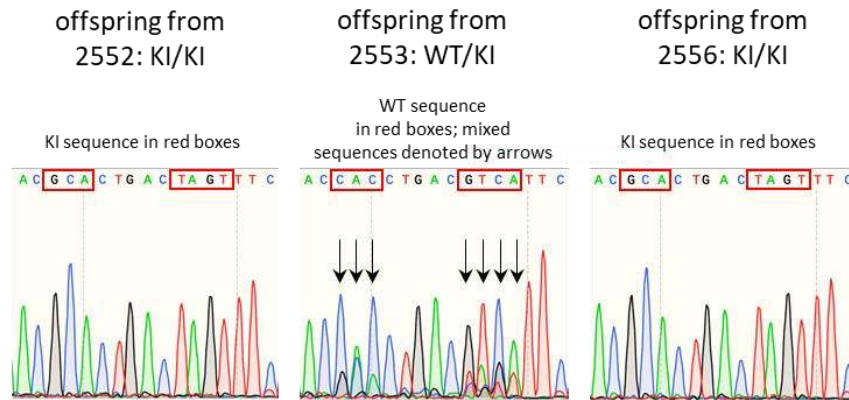 offspring from
2552: KI/KI
KI sequence in red boxes
A C G C A C T G A C T A G T T T C
offspring from
2553: WT/KI
WT sequence
in red boxes; mixed
sequences denoted by arrows
A C C A C C T G A C G T C A T T C
offspring from
2556: KI/KI
KI sequence in red boxes
A C G C A C T G A C T A G T T T C